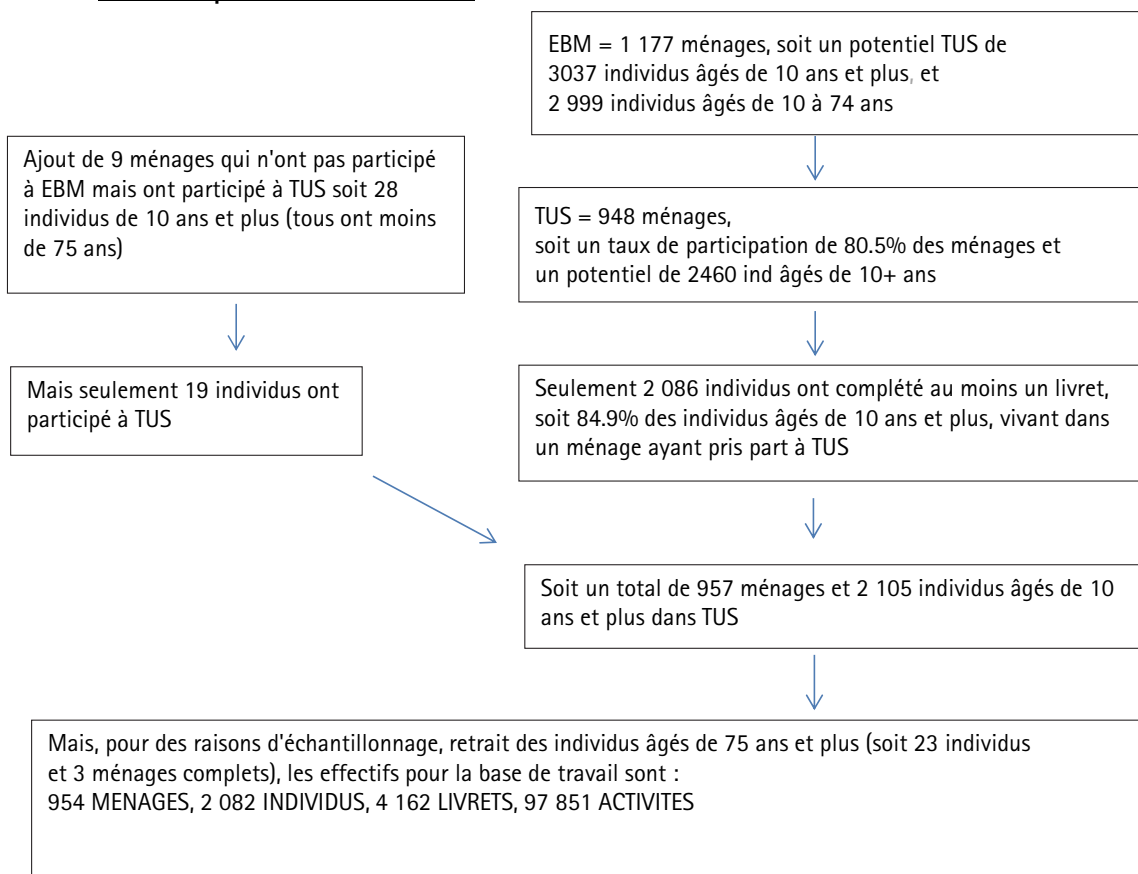 EBM = 1 177 ménages, soit un potentiel TUS de
3037 individus âgés de 10 ans et plus, et
2 999 individus âgés de 10 à 74 ans
Ajout de 9 ménages qui n'ont pas participé
à EBM mais ont participé à TUS soit 28
individus de 10 ans et plus (tous ont moins
de 75 ans)
TUS = 948 ménages,
soit un taux de participation de 80.5% des ménages et
un potentiel de 2460 ind âgés de 10+ ans
Mais seulement 19 individus ont
participé à TUS
Seulement 2 086 individus ont complété au moins un livret,
soit 84.9% des individus âgés de 10 ans et plus, vivant dans
un ménage ayant pris part à TUS
Soit un total de 957 ménages et 2 105 individus âgés de 10
ans et plus dans TUS
Mais, pour des raisons d'échantillonnage, retrait des individus âgés de 75 ans et plus (soit 23 individus
et 3 ménages complets), les effectifs pour la base de travail sont :
954 MENAGES, 2 082 INDIVIDUS, 4 162 LIVRETS, 97 851 ACTIVITES